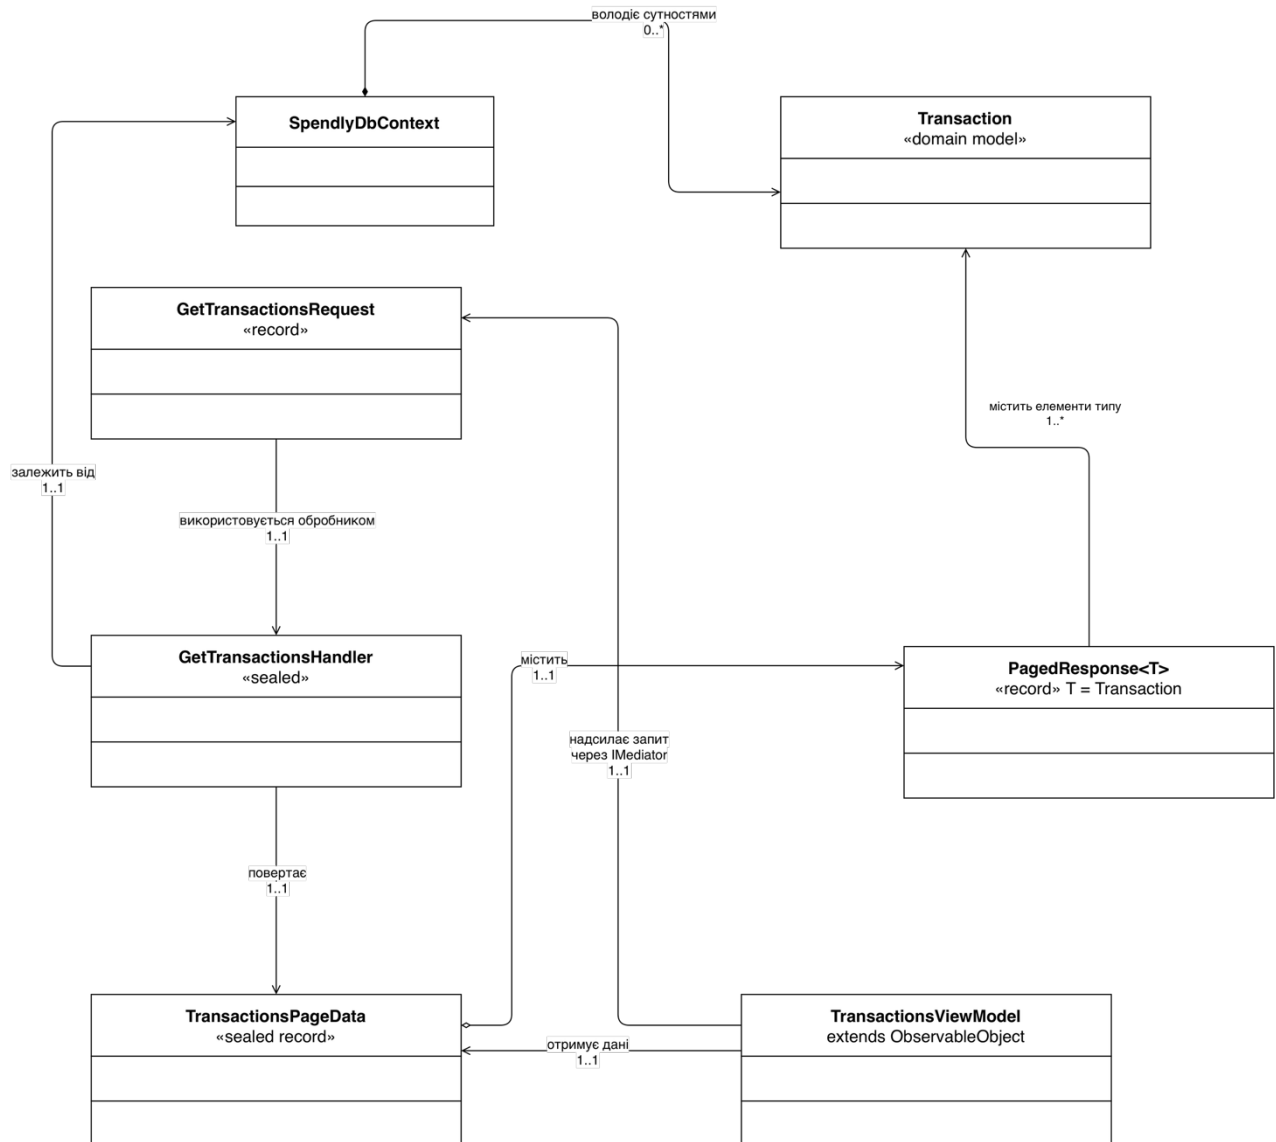 володіє сутностями
0..*
SpendlyDbContext
Transaction
«domain model»
GetTransactionsRequest
«record»
містить елементи типу
1..*
залежить від
1..1
використовується обробником
1..1
GetTransactionsHandler
«sealed»
містить
1..1
PagedResponse<T>
«record» T = Transaction
надсилає запит
через IMediator
1..1
повертає
1..1
TransactionsPageData
«sealed record»
TransactionsViewModel
extends ObservableObject
отримує дані
1..1